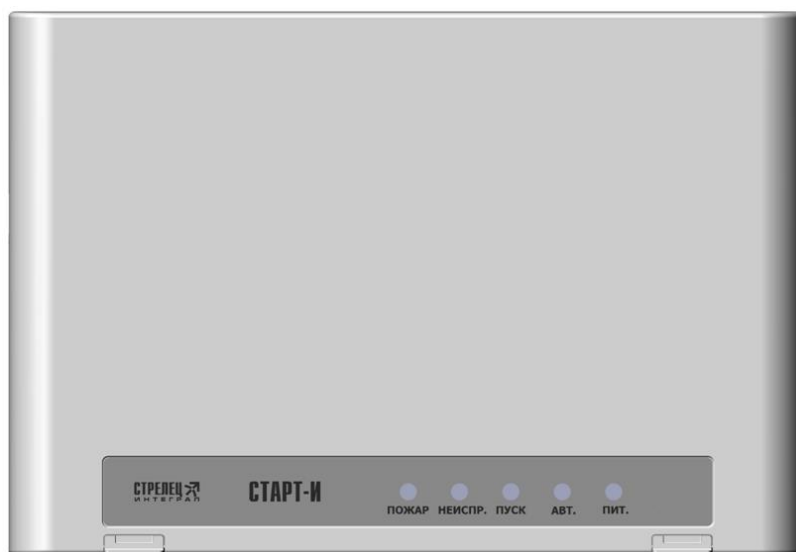 СТРЕЛЕЦ
ИНТЕГРАЛ
СТАРТ-И
ПОЖАР НЕИСПР. ПУСК АВТ. ПИТ.